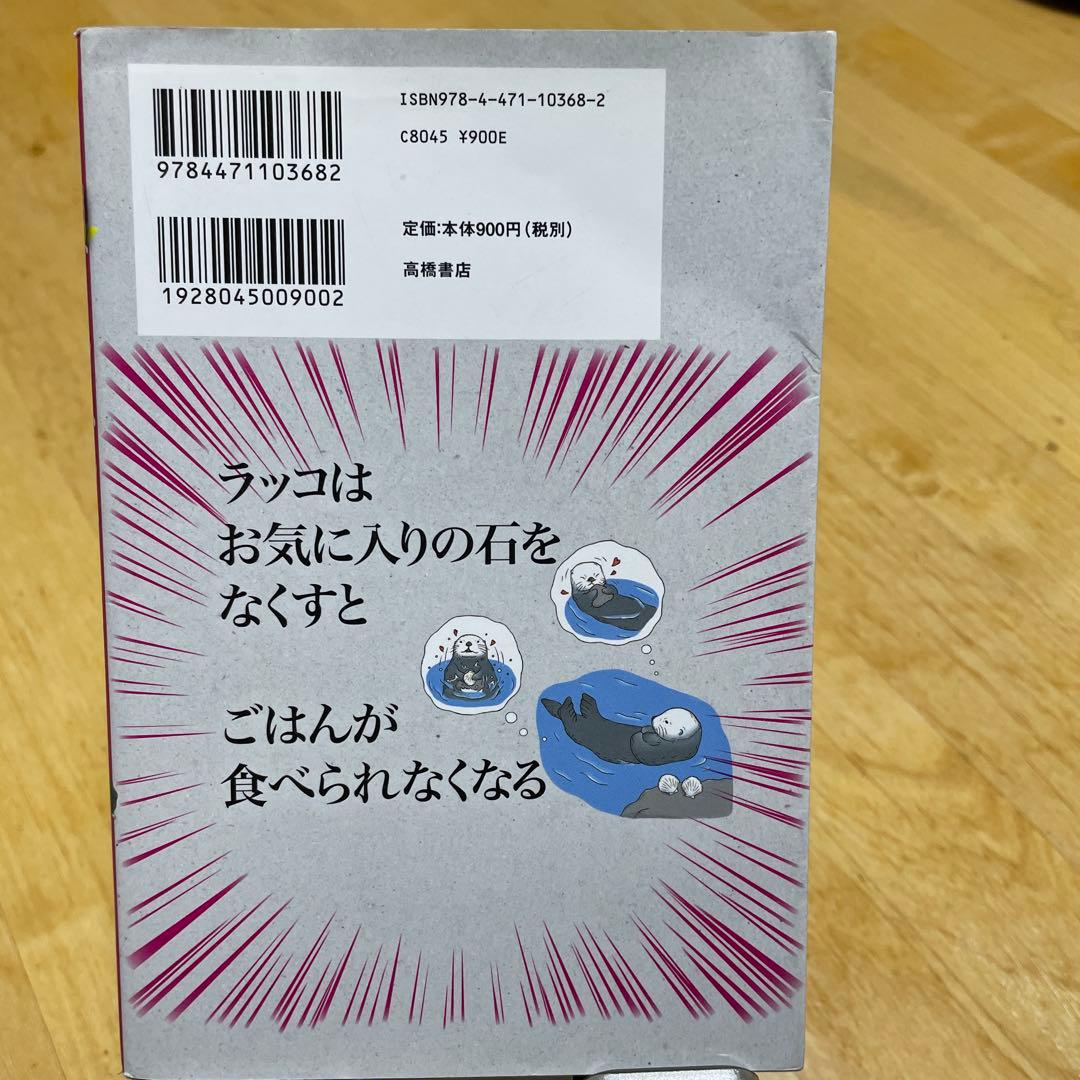 ISBN978-4-471-10368-2
C8045 ¥900E
9784471103682
定価:本体900円(税別)
高橋書店
1928045009002
ラッコは
お気に入りの石を
なくすと
ごはんが
食べられなくなる